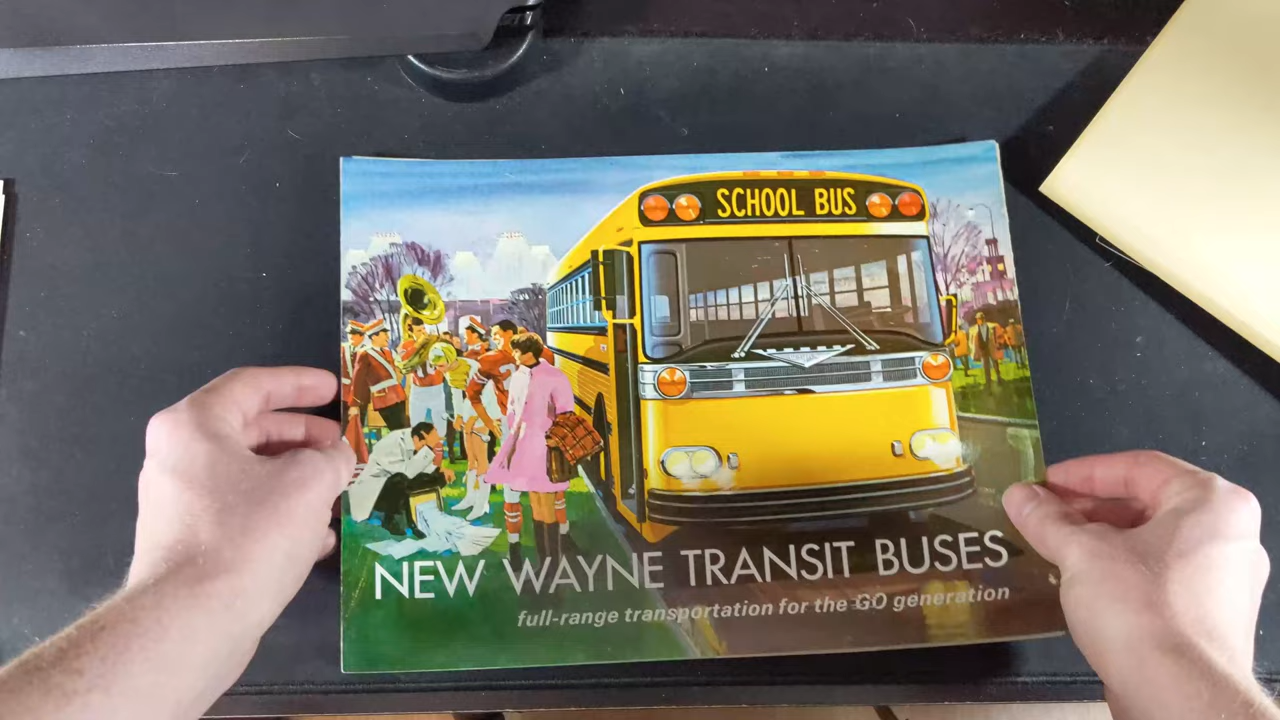 SCHOOL BUS
NEW WAYNE TRANSIT BUSES
full-range transportation for the GO generation